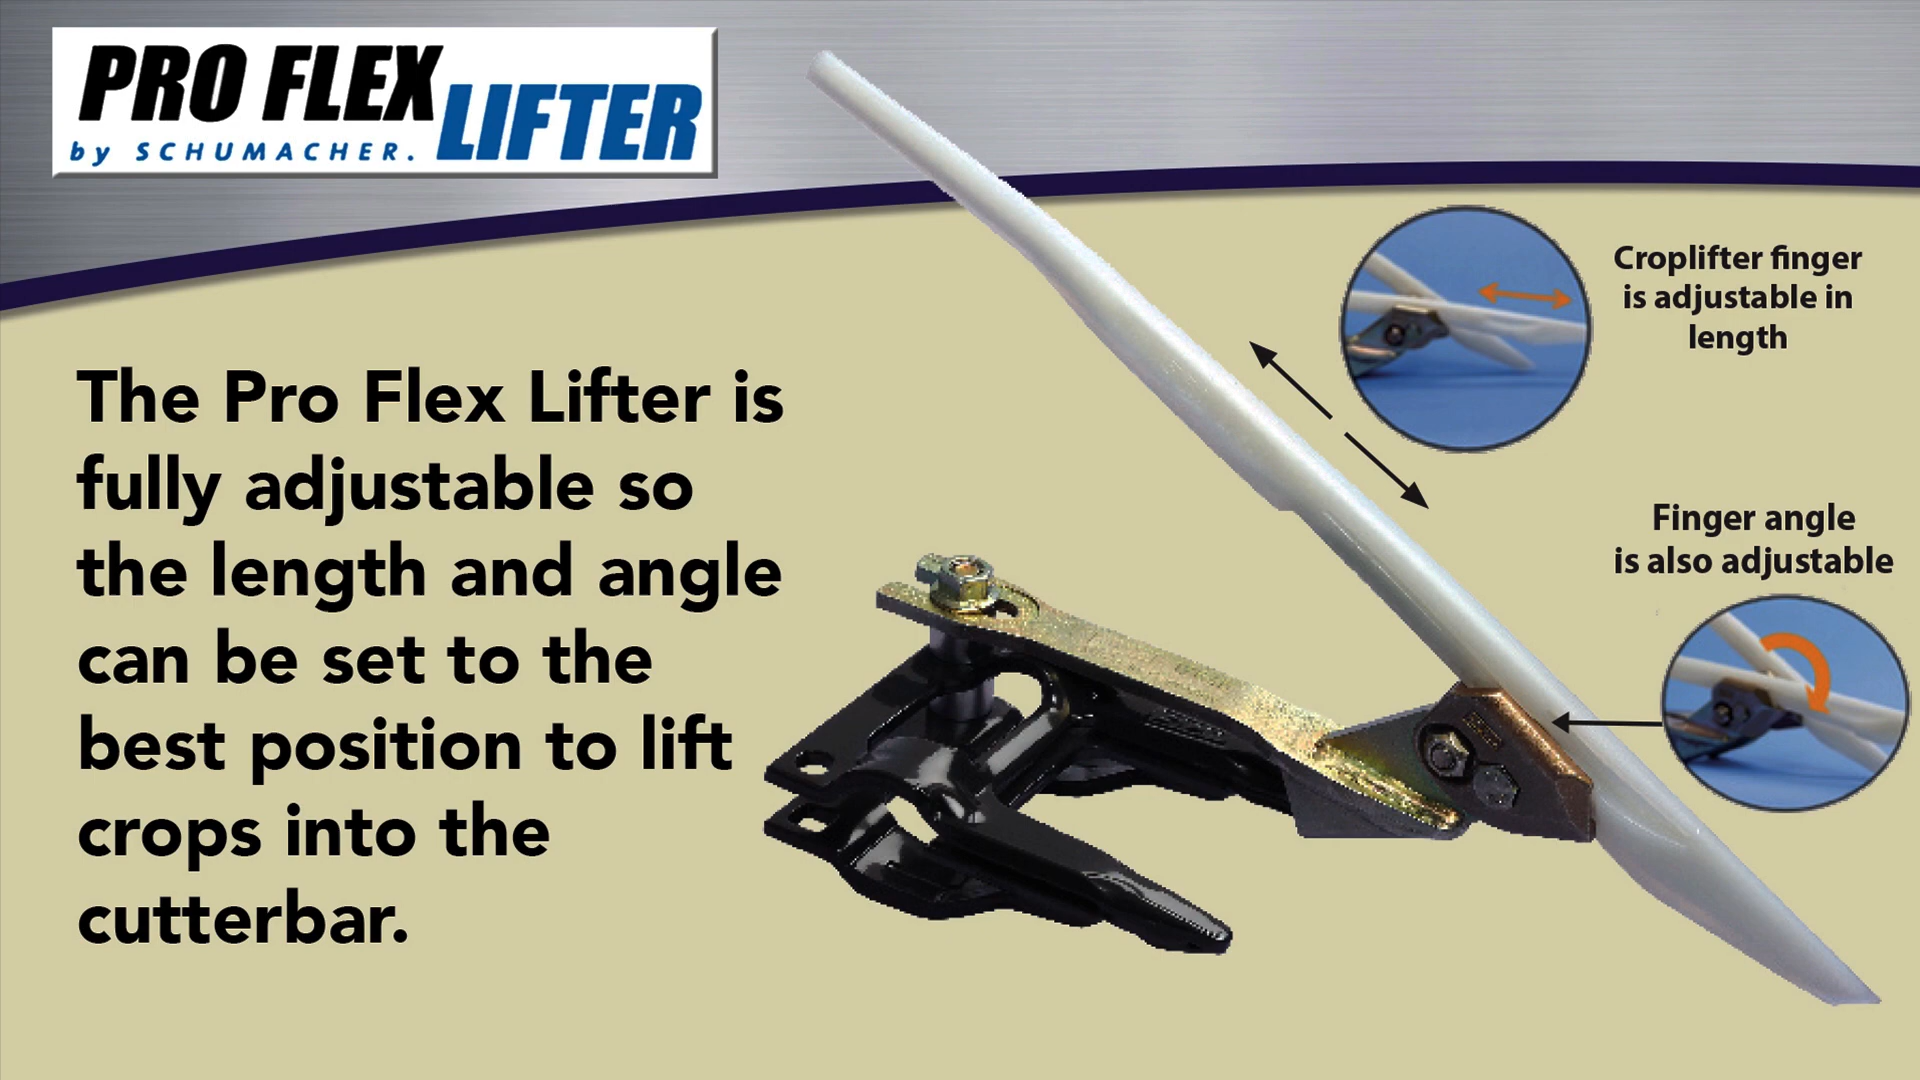 PRO FLEX
LIFTER
by SCHUMACHER.
The Pro Flex Lifter is
fully adjustable so
the length and angle
can be set to the
best position to lift
crops into the
cutterbar.
Croplifter finger
is adjustable in
length
Finger angle
is also adjustable